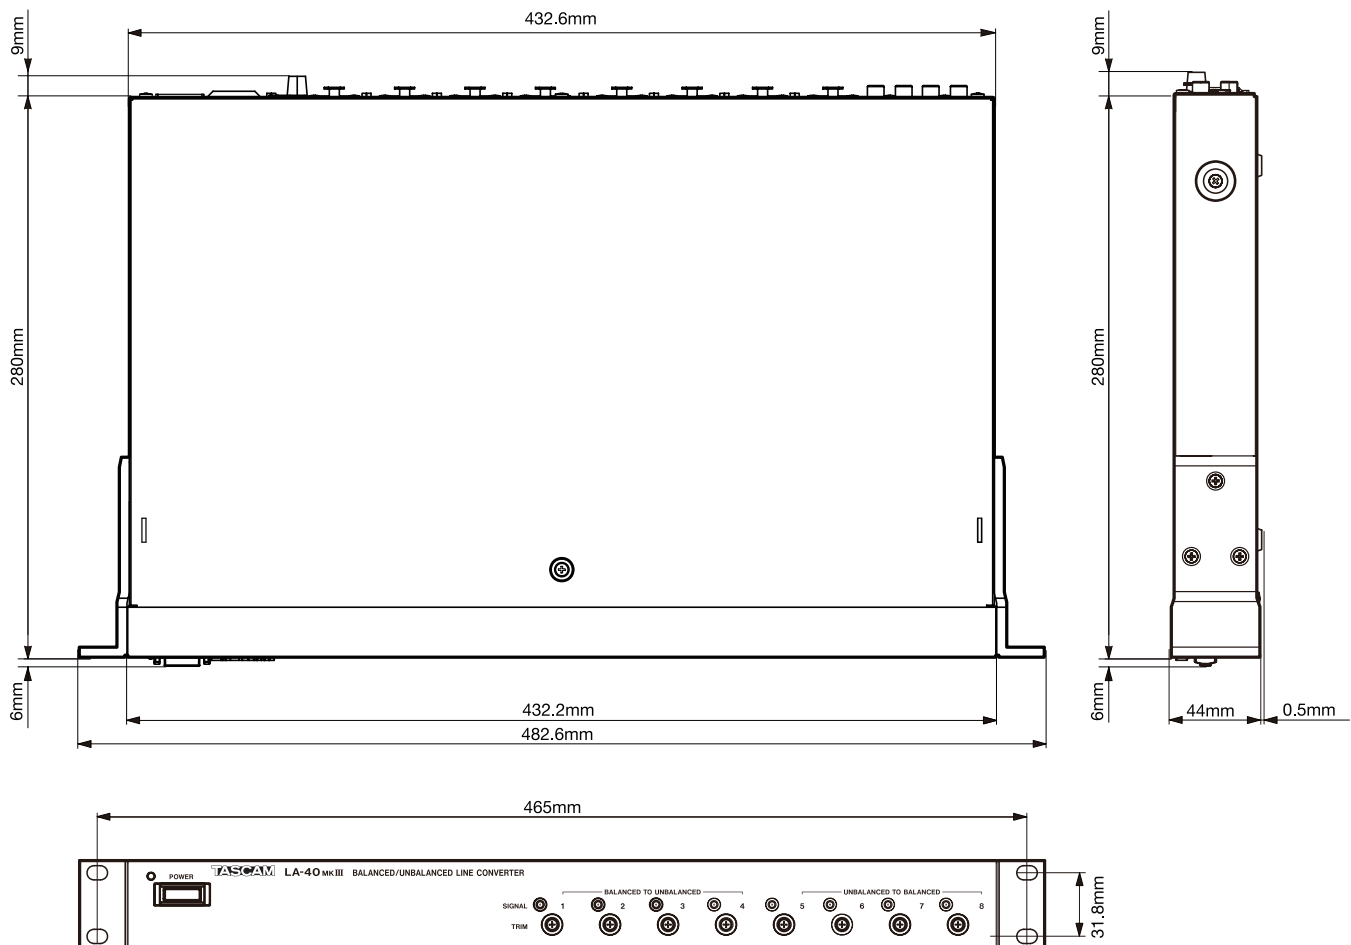 432.6mm
9mm
9mm
280mm
280mm
6mm
6mm
432.2mm
482.6mm
44mm
0.5mm
465mm
POWER
TASCAM LA-40 MK III BALANCED/UNBALANCED LINE CONVERTER
BALANCED TO UNBALANCED UNBALANCED TO BALANCED
SIGNAL 1 2 3 4 5 6 7 8
TRIM
31.8mm